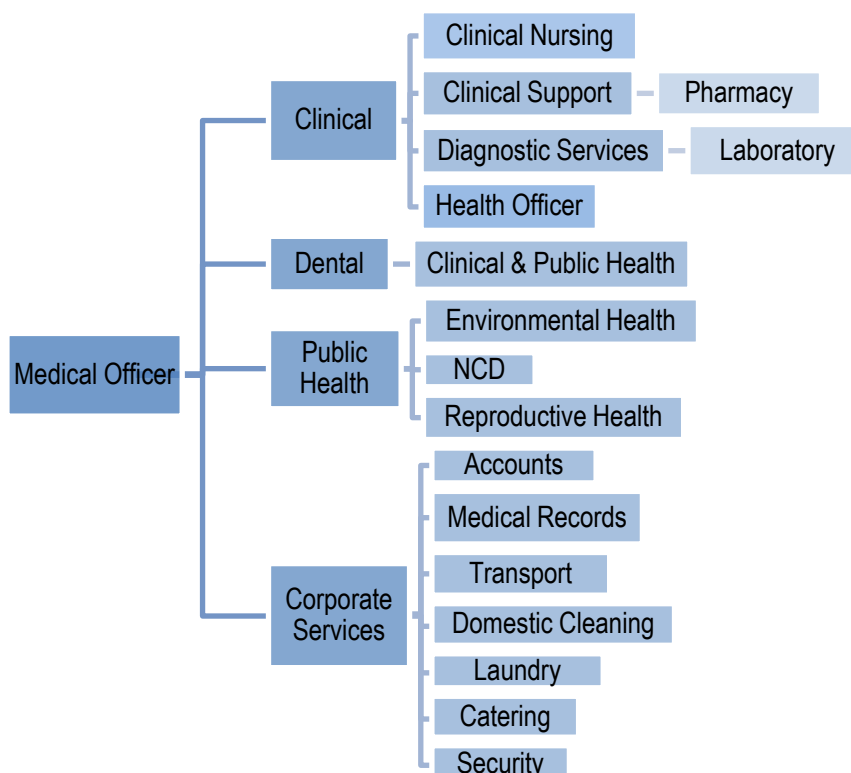 Medical Officer
Clinical
Clinical Nursing
Clinical Support
Pharmacy
Diagnostic Services
Laboratory
Health Officer
Dental
Clinical & Public Health
Public
Health
Environmental Health
NCD
Reproductive Health
Corporate
Services
Accounts
Medical Records
Transport
Domestic Cleaning
Laundry
Catering
Security